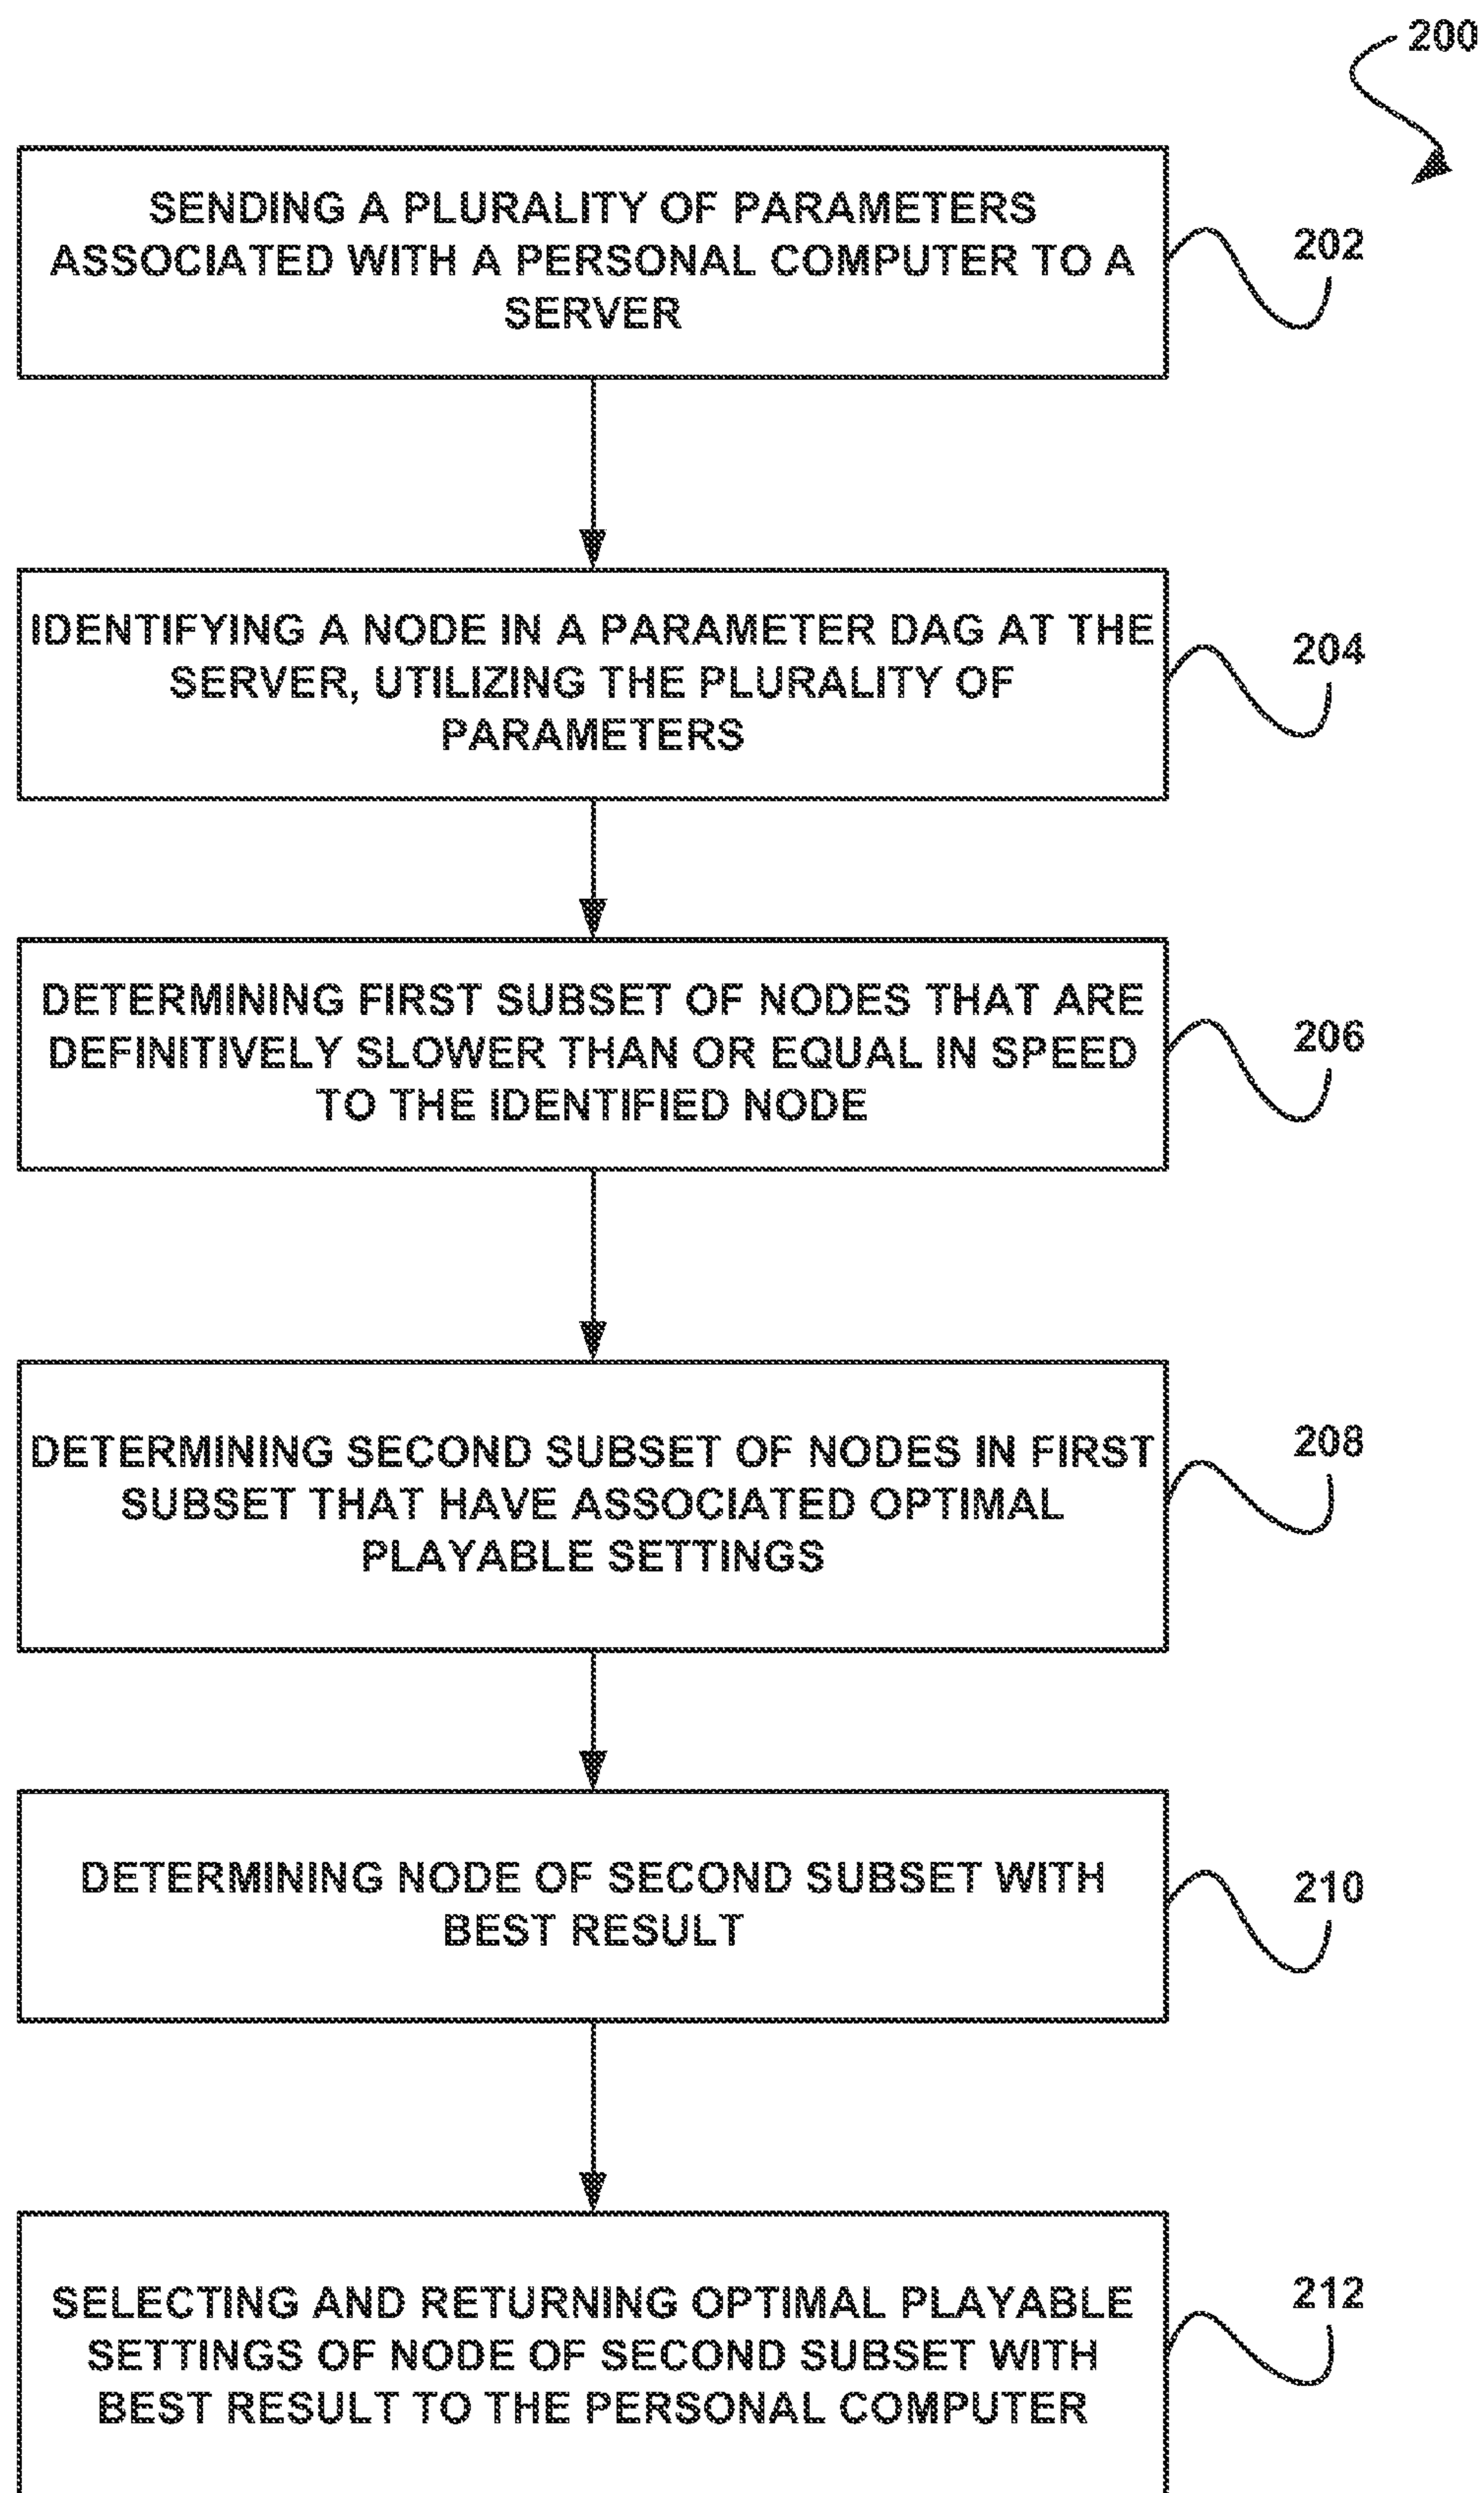 200
SENDING A PLURALITY OF PARAMETERS
ASSOCIATED WITH A PERSONAL COMPUTER TO A
SERVER
202
IDENTIFYING A NODE IN A PARAMETER DAG AT THE
SERVER, UTILIZING THE PLURALITY OF
PARAMETERS
204
DETERMINING FIRST SUBSET OF NODES THAT ARE
DEFINITIVELY SLOWER THAN OR EQUAL IN SPEED
TO THE IDENTIFIED NODE
206
DETERMINING SECOND SUBSET OF NODES IN FIRST
SUBSET THAT HAVE ASSOCIATED OPTIMAL
PLAYABLE SETTINGS
208
DETERMINING NODE OF SECOND SUBSET WITH
BEST RESULT
210
SELECTING AND RETURNING OPTIMAL PLAYABLE
SETTINGS OF NODE OF SECOND SUBSET WITH
BEST RESULT TO THE PERSONAL COMPUTER
212